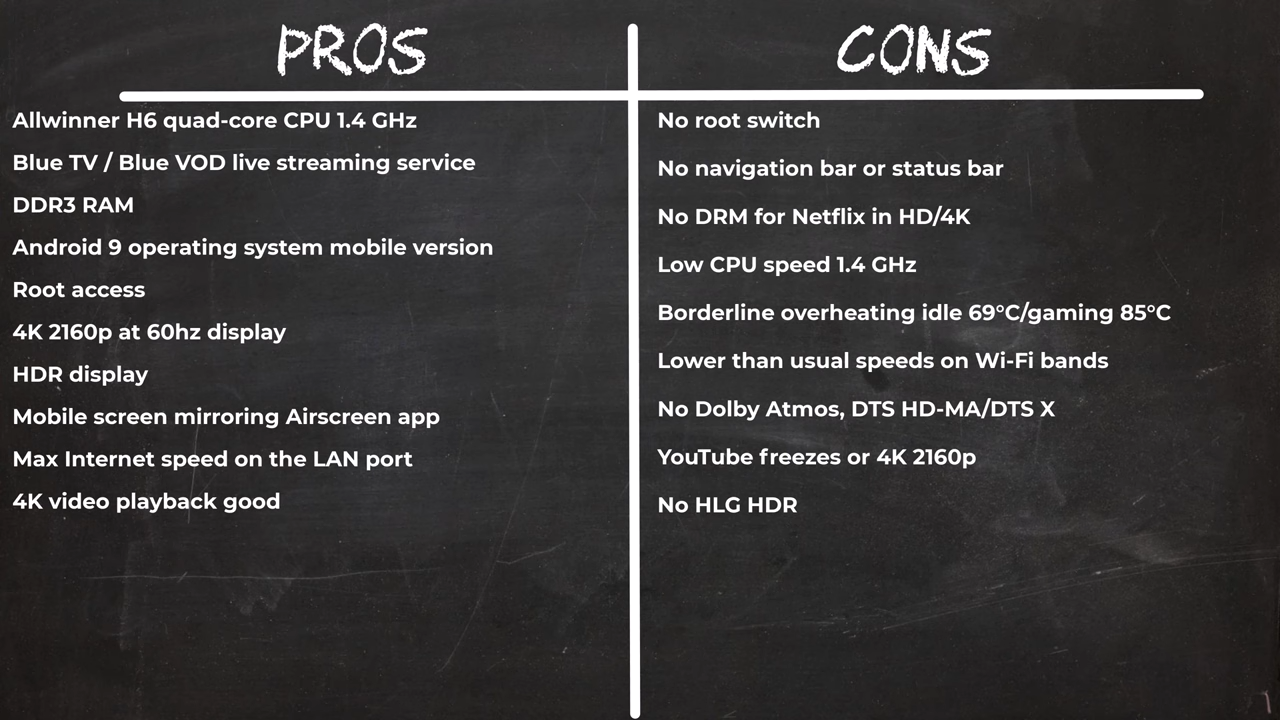 PROS
Allwinner H6 quad-core CPU 1.4 GHz
Blue TV / Blue VOD live streaming service
DDR3 RAM
Android 9 operating system mobile version
Root access
4K 2160p at 60hz display
HDR display
Mobile screen mirroring Airscreen app
Max Internet speed on the LAN port
4K video playback good
CONS
No root switch
No navigation bar or status bar
No DRM for Netflix in HD/4K
Low CPU speed 1.4 GHz
Borderline overheating idle 69°C/gaming 85°C
Lower than usual speeds on Wi-Fi bands
No Dolby Atmos, DTS HD-MA/DTS X
YouTube freezes or 4K 2160p
No HLG HDR